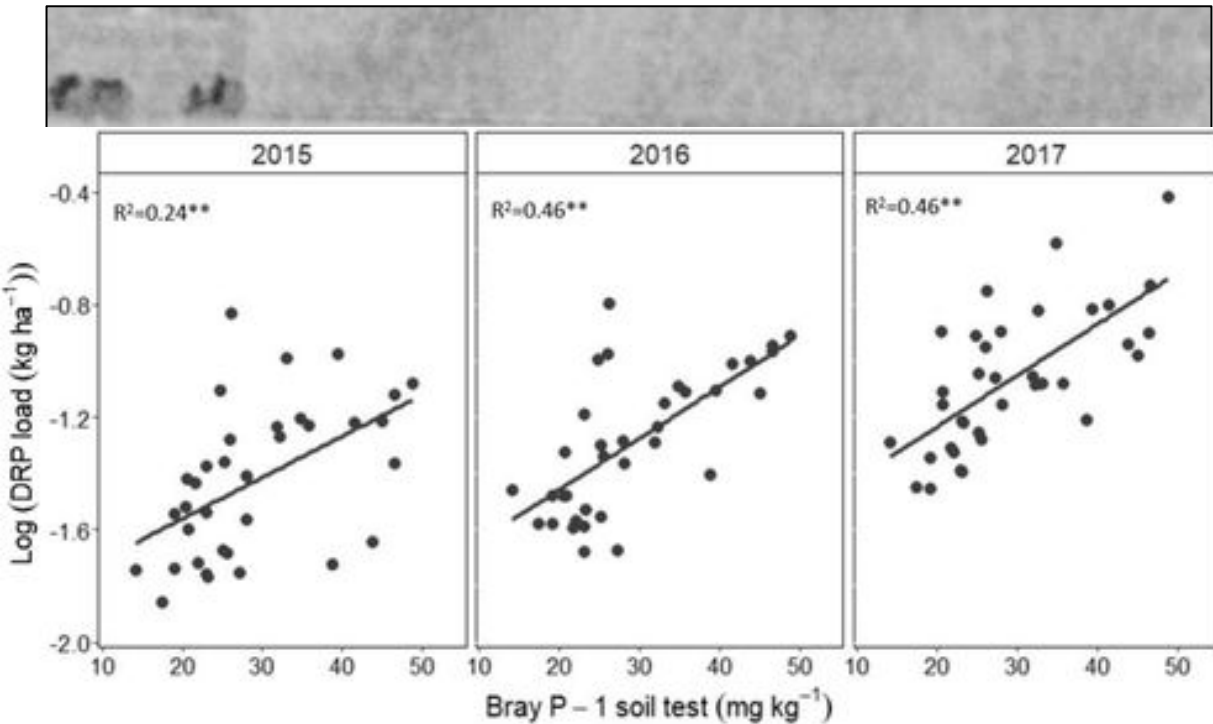 2015 2016 2017
R²=0.24** R²=0.46** R²=0.46**
-0.4
-0.8
-1.2
-1.6
-2.0
Log (DRP load (kg ha⁻¹))
10 20 30 40 50 10 20 30 40 50 10 20 30 40 50
Bray P – 1 soil test (mg kg⁻¹)